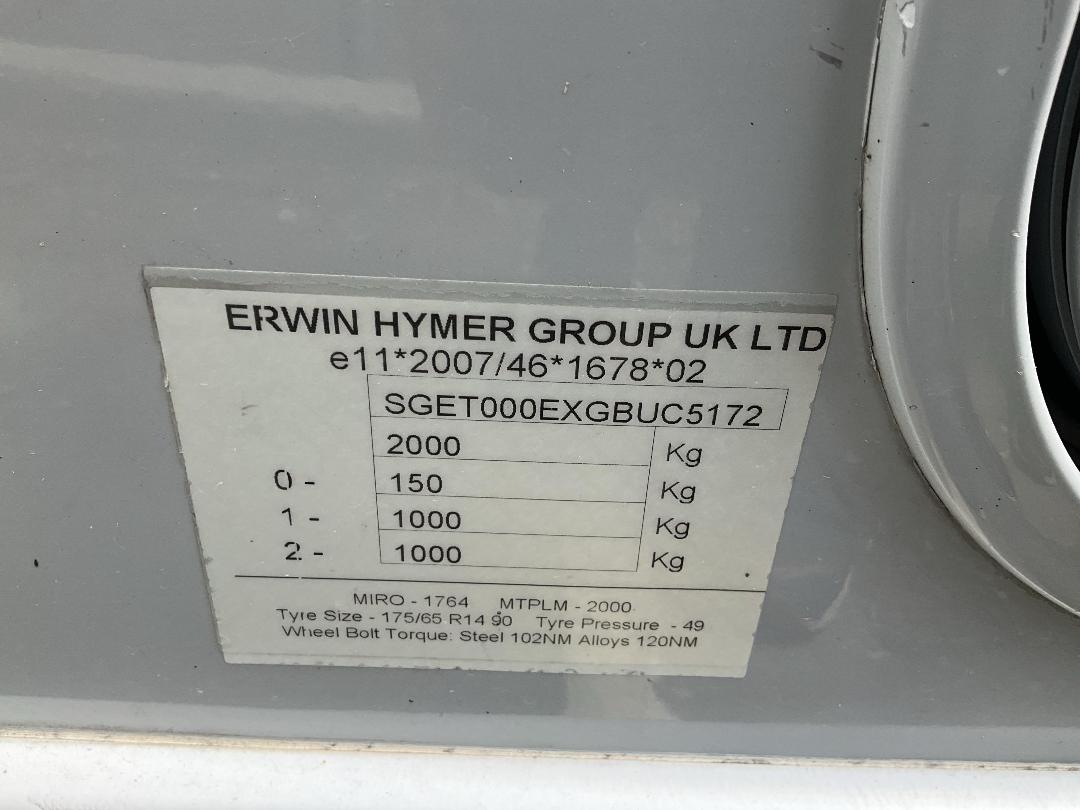 ERWIN HYMER GROUP UK LTD
e11*2007/46*1678*02
SGET000EXGBUC5172
2000 Kg
0 - 150 Kg
1 - 1000 Kg
2 - 1000 Kg
MIRO - 1764 MTPLM - 2000
Tyre Size - 175/65 R14 90 Tyre Pressure - 49
Wheel Bolt Torque: Steel 102NM Alloys 120NM